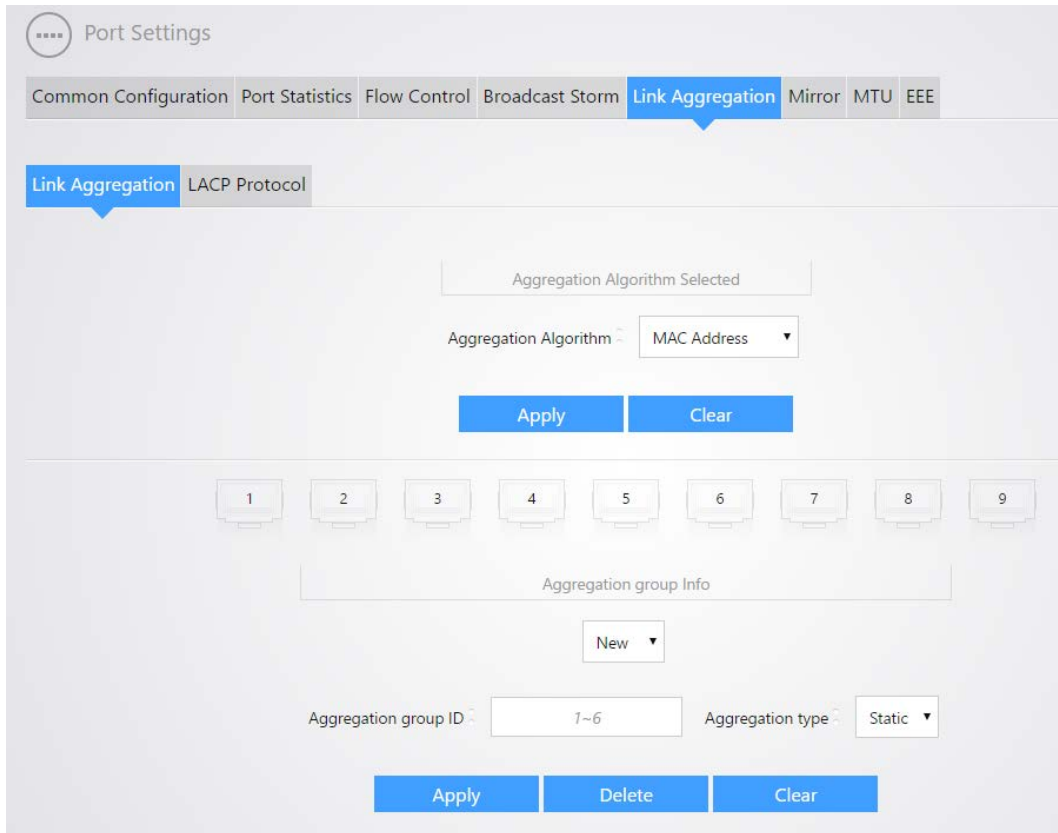 Port Settings
Common Configuration Port Statistics Flow Control Broadcast Storm Link Aggregation Mirror MTU EEE
Link Aggregation LACP Protocol
Aggregation Algorithm Selected
Aggregation Algorithm MAC Address
Apply Clear
1 2 3 4 5 6 7 8 9
Aggregation group Info
New
Aggregation group ID 1~6 Aggregation type Static
Apply Delete Clear